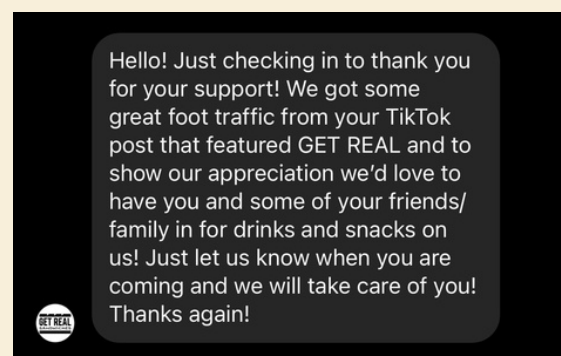 Hello! Just checking in to thank you
for your support! We got some
great foot traffic from your TikTok
post that featured GET REAL and to
show our appreciation we'd love to
have you and some of your friends/
family in for drinks and snacks on
us! Just let us know when you are
coming and we will take care of you!
Thanks again!
GET REAL